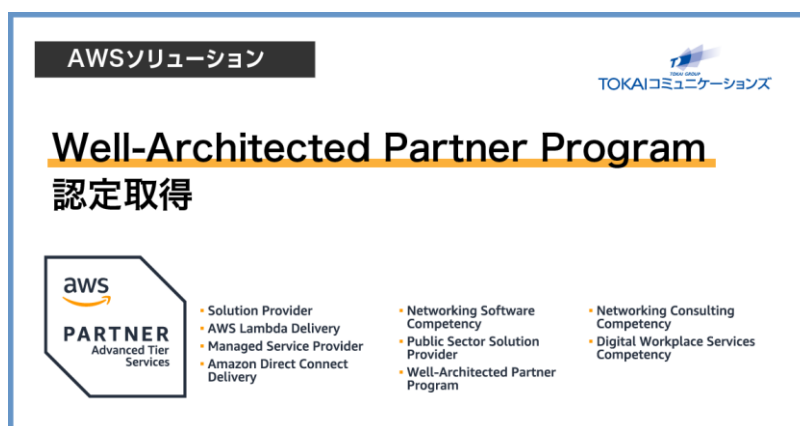 AWSソリューション
TOKAI GROUP
TOKAIコミュニケーションズ
Well-Architected Partner Program
認定取得
aws
PARTNER
Advanced Tier
Services
• Solution Provider
• AWS Lambda Delivery
• Managed Service Provider
• Amazon Direct Connect
Delivery
• Networking Software
Competency
• Public Sector Solution
Provider
• Well-Architected Partner
Program
• Networking Consulting
Competency
• Digital Workplace Services
Competency